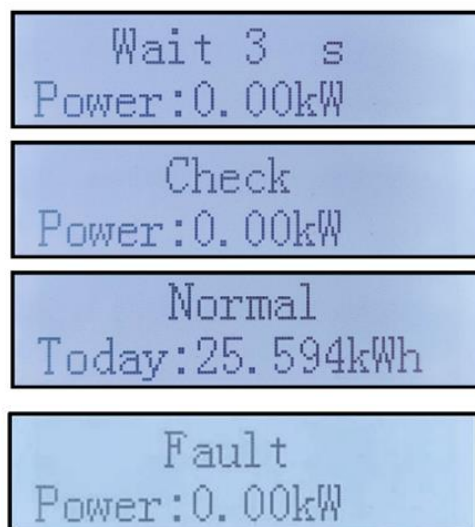 Wait 3 s
Power:0.00kW
Check
Power:0.00kW
Normal
Today:25.594kWh
Fault
Power:0.00kW